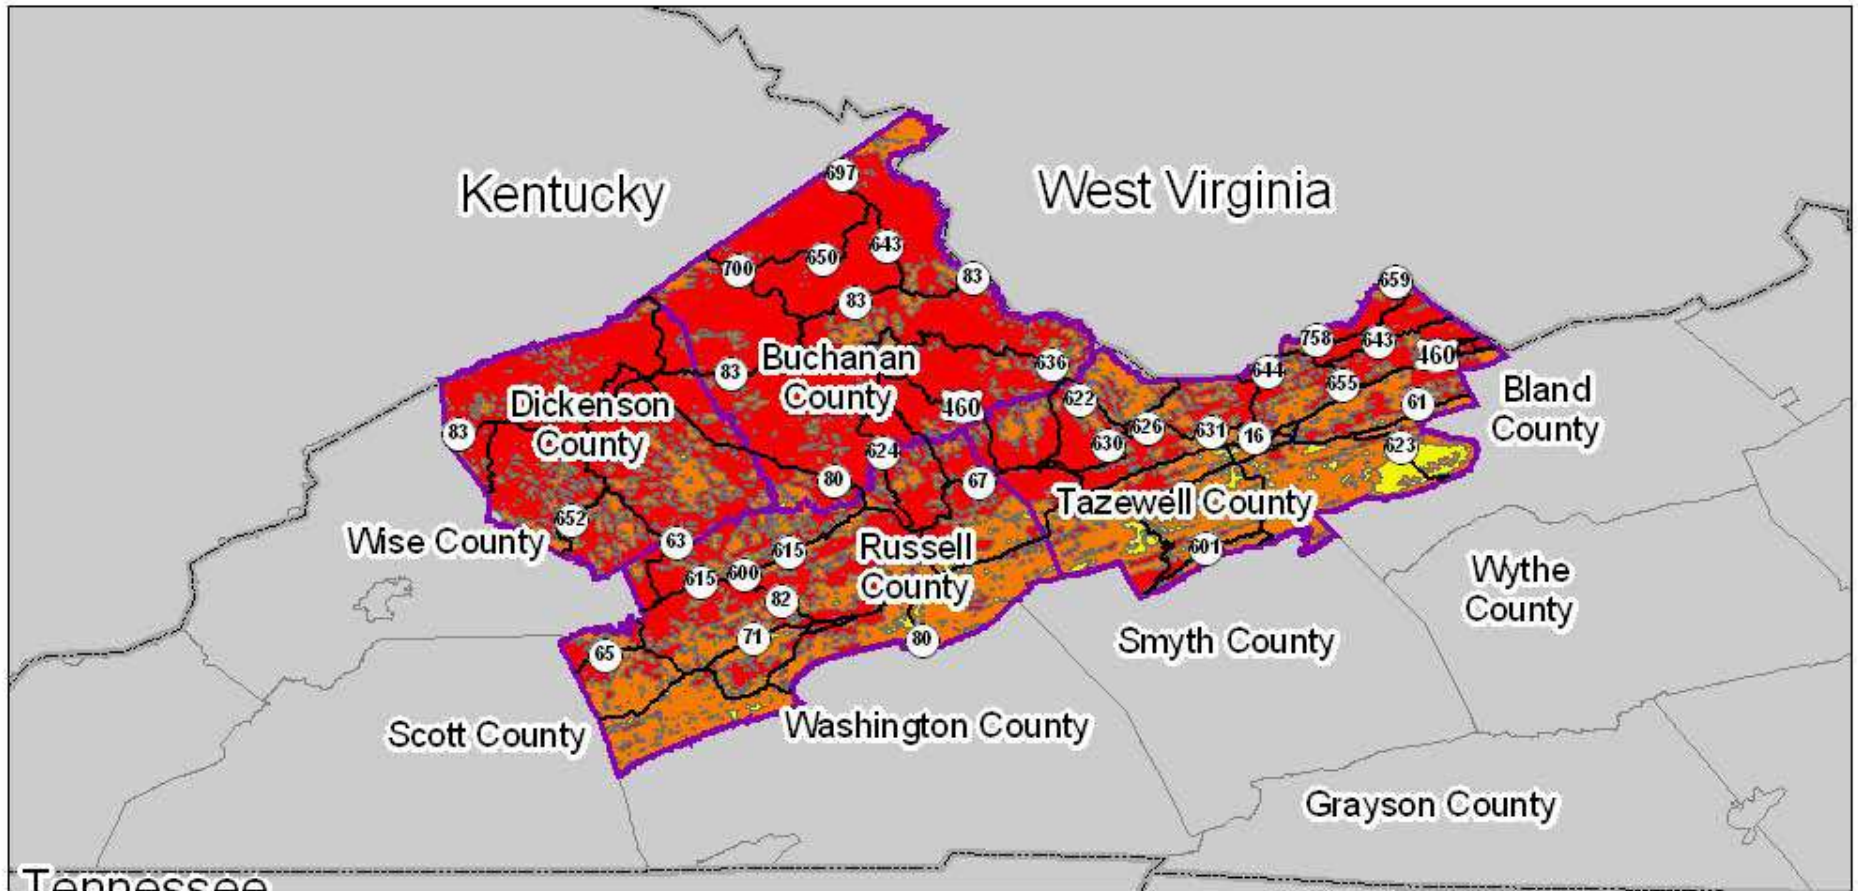 Kentucky
West Virginia
697
643
650
700
83
83
659
758
643
460
636
644
655
Buchanan
County
83
Bland
County
622
61
Dickenson
County
460
83
626
631
16
630
623
624
80
67
Tazewell County
652
Wise County
63
615
Russell
County
601
615
600
82
Wythe
County
71
80
65
Smyth County
Scott County
Washington County
Grayson County
Tennessee